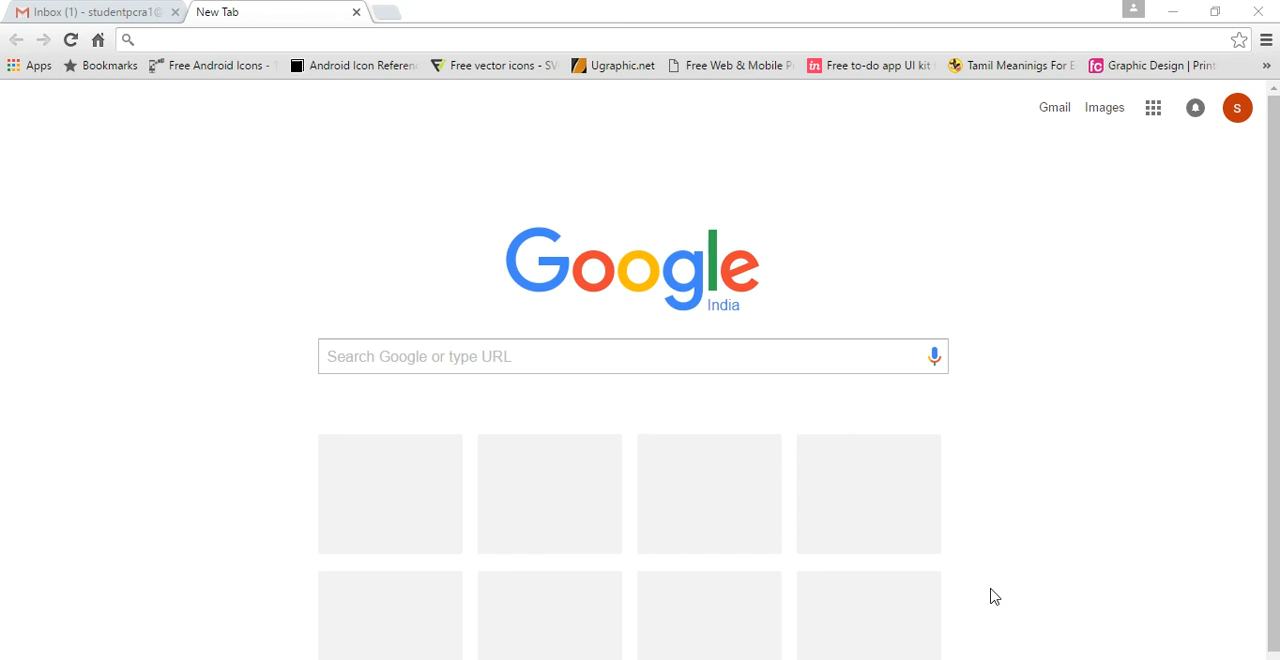 Inbox (1) - studentpcra1@
New Tab
Apps Bookmarks Free Android Icons - Android Icon Referen Free vector icons - SV Ugraphic.net Free Web & Mobile P Free to-do app UI kit Tamil Meaninigs For E Graphic Design | Print
Gmail Images S
Google
India
Search Google or type URL